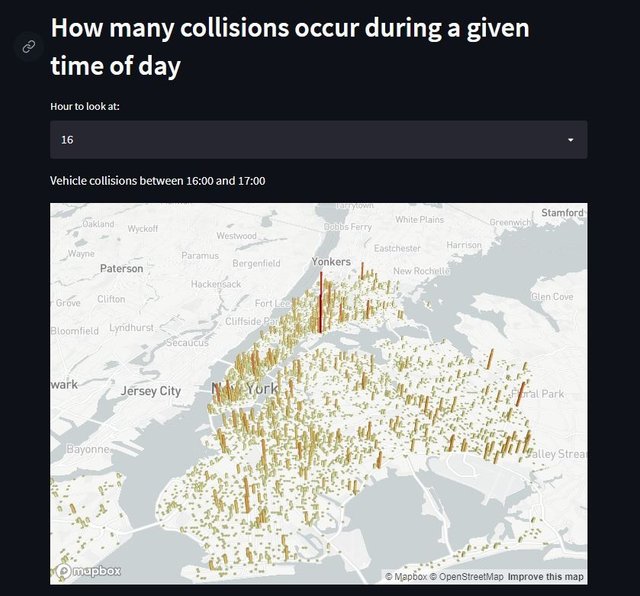 How many collisions occur during a given
time of day
Hour to look at:
16
Vehicle collisions between 16:00 and 17:00
Tarrytown
White Plains
Greenwich
Stamford
Oakland
Wyckoff
Dobbs Ferry
Westwood
Eastchester
Harrison
Wayne
Paramus
Bergenfield
Yonkers
Paterson
New Rochelle
Hackensack
Grove
Clifton
Fort Lee
Glen Cove
Bloomfield
Lyndhurst
Cliffside Par
Secaucus
wark
Jersey City
N York
ral Park
Bayonne
alley Strea
mapbox
© Mapbox © OpenStreetMap Improve this map